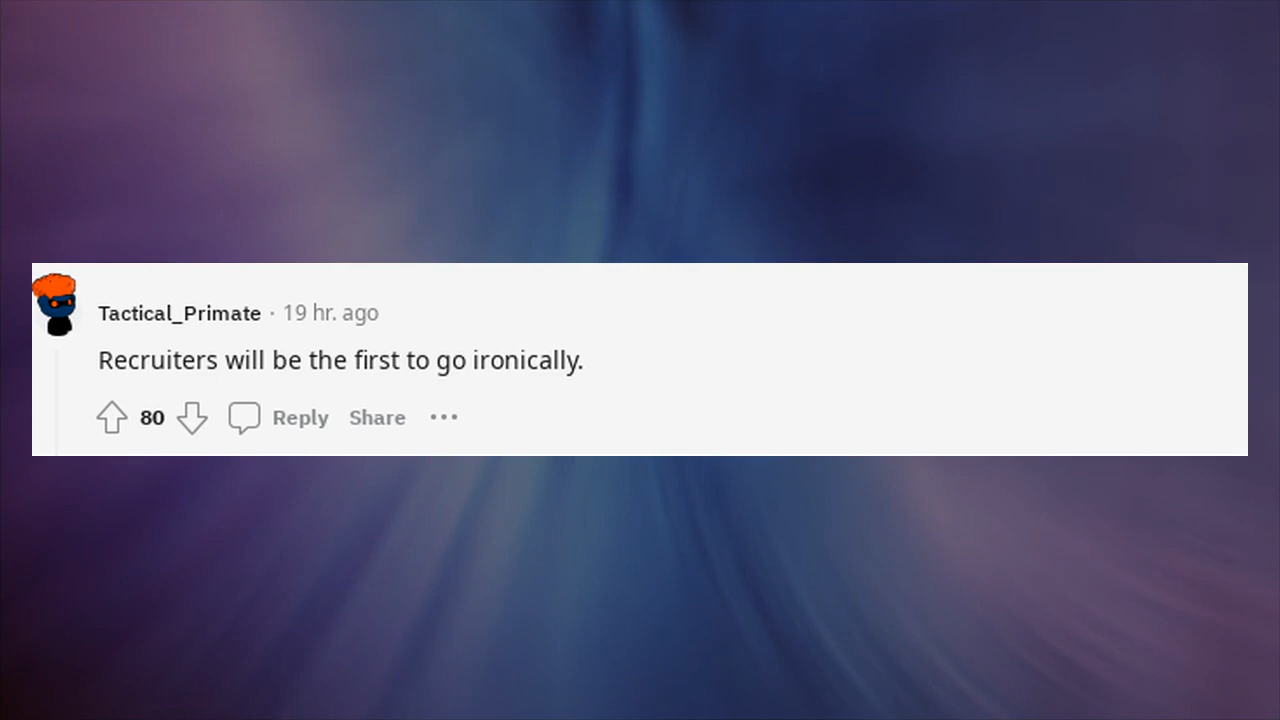 Tactical_Primate · 19 hr. ago
Recruiters will be the first to go ironically.
80 Reply Share ···